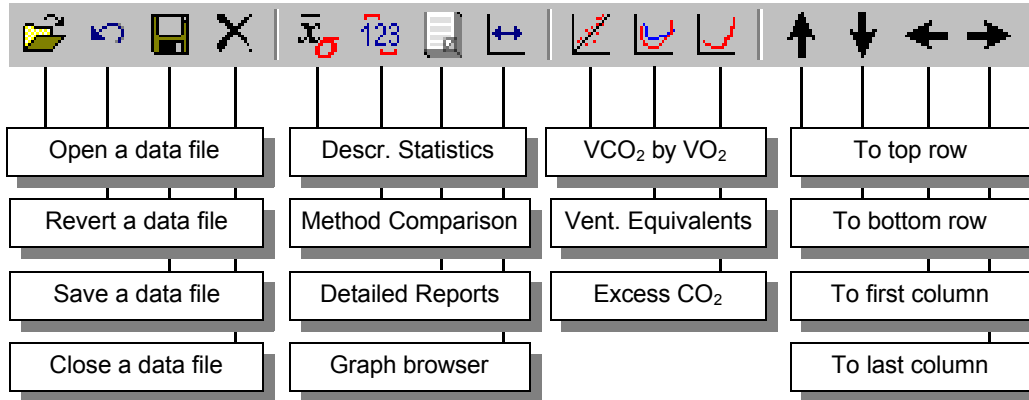 x̄σ 123
Open a data file Descr. Statistics VCO₂ by VO₂ To top row
Revert a data file Method Comparison Vent. Equivalents To bottom row
Save a data file Detailed Reports Excess CO₂ To first column
Close a data file Graph browser To last column